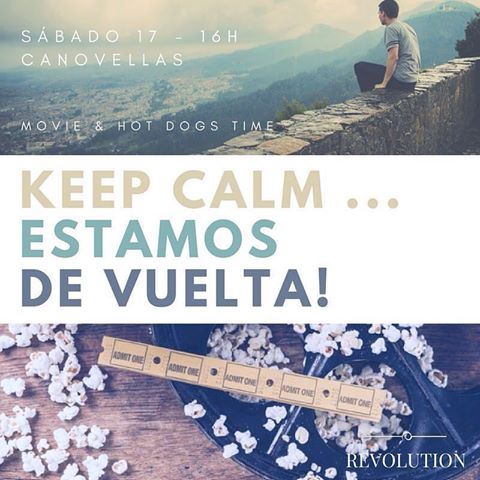 SÁBADO 17 - 16H
CANOVELLAS
MOVIE & HOT DOGS TIME
KEEP CALM ...
ESTAMOS
DE VUELTA!
ADMIT ONE ADMIT ONE ADMIT ONE ADMIT ONE ADMIT ONE
REVOLUTION